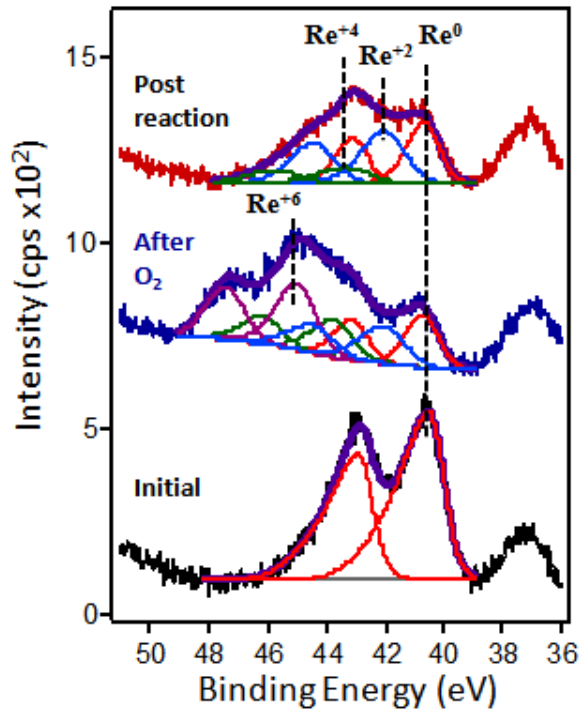 Re+4
Re+2
Re0
15
Post
reaction
Re+6
10
After
O2
Intensity (cps x102)
5
Initial
0
50 48 46 44 42 40 38 36
Binding Energy (eV)